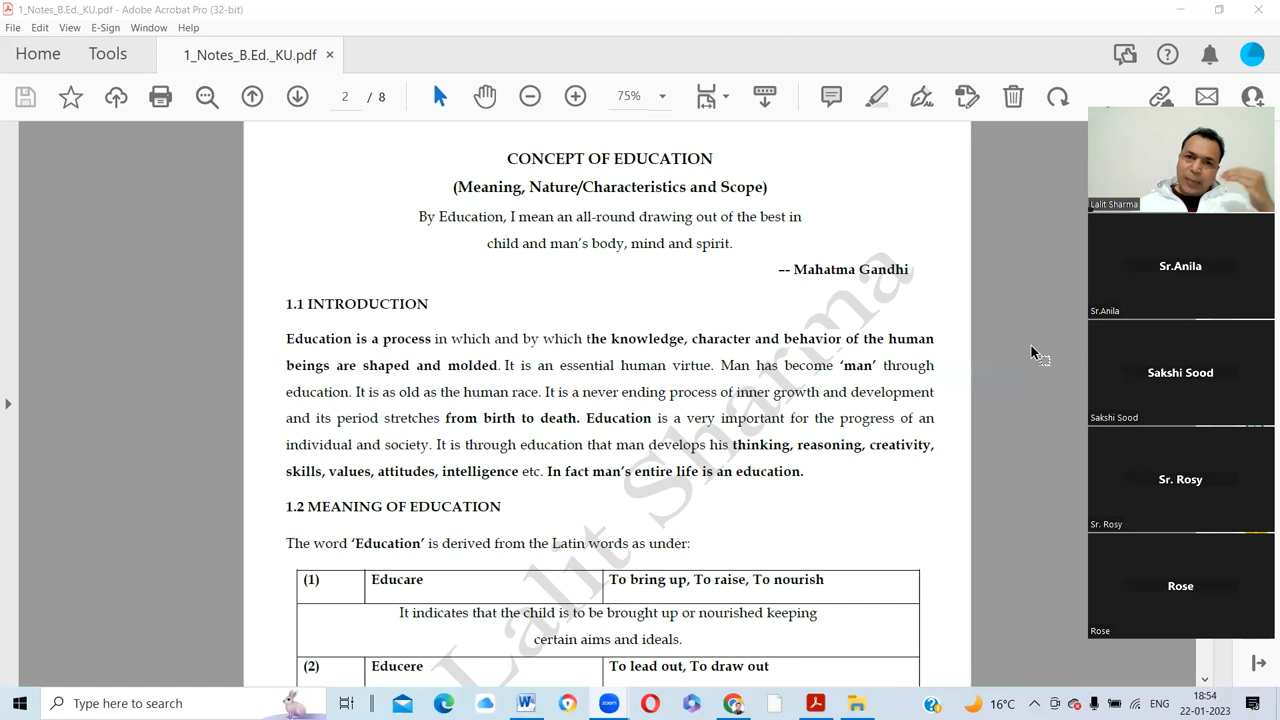 1_Notes_B.Ed._KU.pdf - Adobe Acrobat Pro (32-bit)
File Edit View E-Sign Window Help
Home Tools 1_Notes_B.Ed._KU.pdf ×
2 / 8 75%
CONCEPT OF EDUCATION
(Meaning, Nature/Characteristics and Scope)
By Education, I mean an all-round drawing out of the best in
child and man's body, mind and spirit.
-- Mahatma Gandhi
1.1 INTRODUCTION
Education is a process in which and by which the knowledge, character and behavior of the human
beings are shaped and molded. It is an essential human virtue. Man has become 'man' through
education. It is as old as the human race. It is a never ending process of inner growth and development
and its period stretches from birth to death. Education is a very important for the progress of an
individual and society. It is through education that man develops his thinking, reasoning, creativity,
skills, values, attitudes, intelligence etc. In fact man's entire life is an education.
1.2 MEANING OF EDUCATION
The word 'Education' is derived from the Latin words as under:
(1) Educare To bring up, To raise, To nourish
It indicates that the child is to be brought up or nourished keeping
certain aims and ideals.
(2) Educere To lead out, To draw out
Lalit Sharma
Lalit Sharma
Sr.Anila
Sr.Anila
Sakshi Sood
Sakshi Sood
Sr. Rosy
Sr. Rosy
Rose
Rose
Type here to search
zoom
16°C
ENG
18:54
22-01-2023